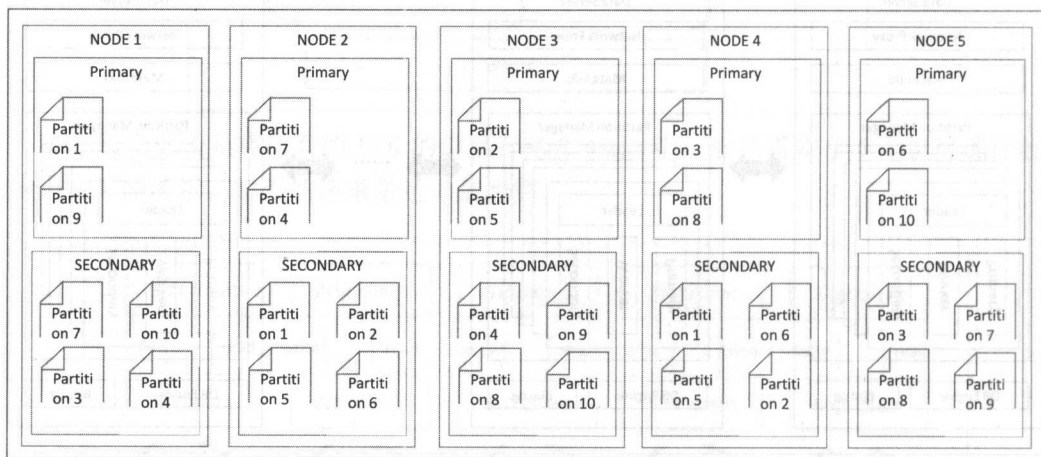 NODE 1
Primary
Partiti
on 1
Partiti
on 9
SECONDARY
Partiti
on 7
Partiti
on 10
Partiti
on 3
Partiti
on 4
NODE 2
Primary
Partiti
on 7
Partiti
on 4
SECONDARY
Partiti
on 1
Partiti
on 2
Partiti
on 5
Partiti
on 6
NODE 3
Primary
Partiti
on 2
Partiti
on 5
SECONDARY
Partiti
on 4
Partiti
on 9
Partiti
on 8
Partiti
on 10
NODE 4
Primary
Partiti
on 3
Partiti
on 8
SECONDARY
Partiti
on 1
Partiti
on 6
Partiti
on 5
Partiti
on 2
NODE 5
Primary
Partiti
on 6
Partiti
on 10
SECONDARY
Partiti
on 3
Partiti
on 7
Partiti
on 8
Partiti
on 9